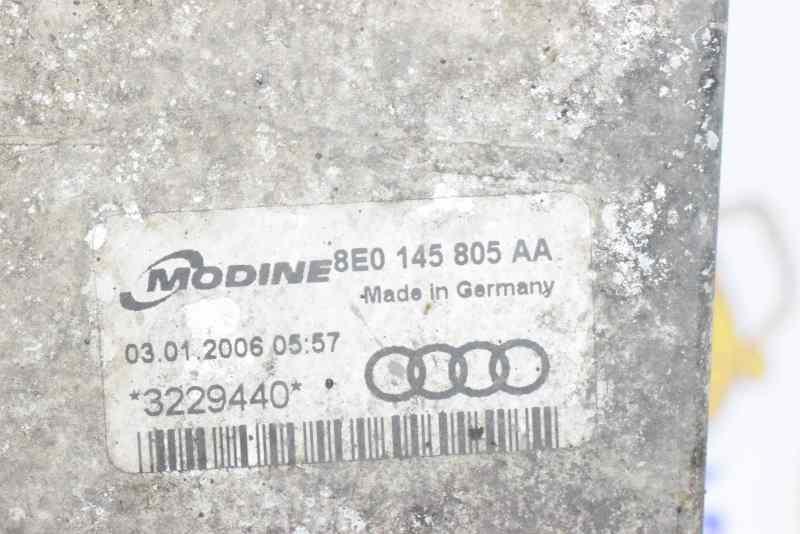 MODINE 8E0 145 805 AA
Made in Germany
03.01.2006 05:57
*3229440*